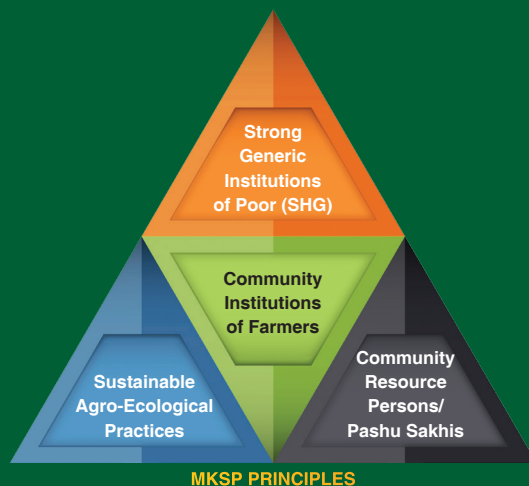 Strong
Generic
Institutions
of Poor (SHG)
Community
Institutions
of Farmers
Sustainable
Agro-Ecological
Practices
Community
Resource
Persons/
Pashu Sakhis
MKSP PRINCIPLES